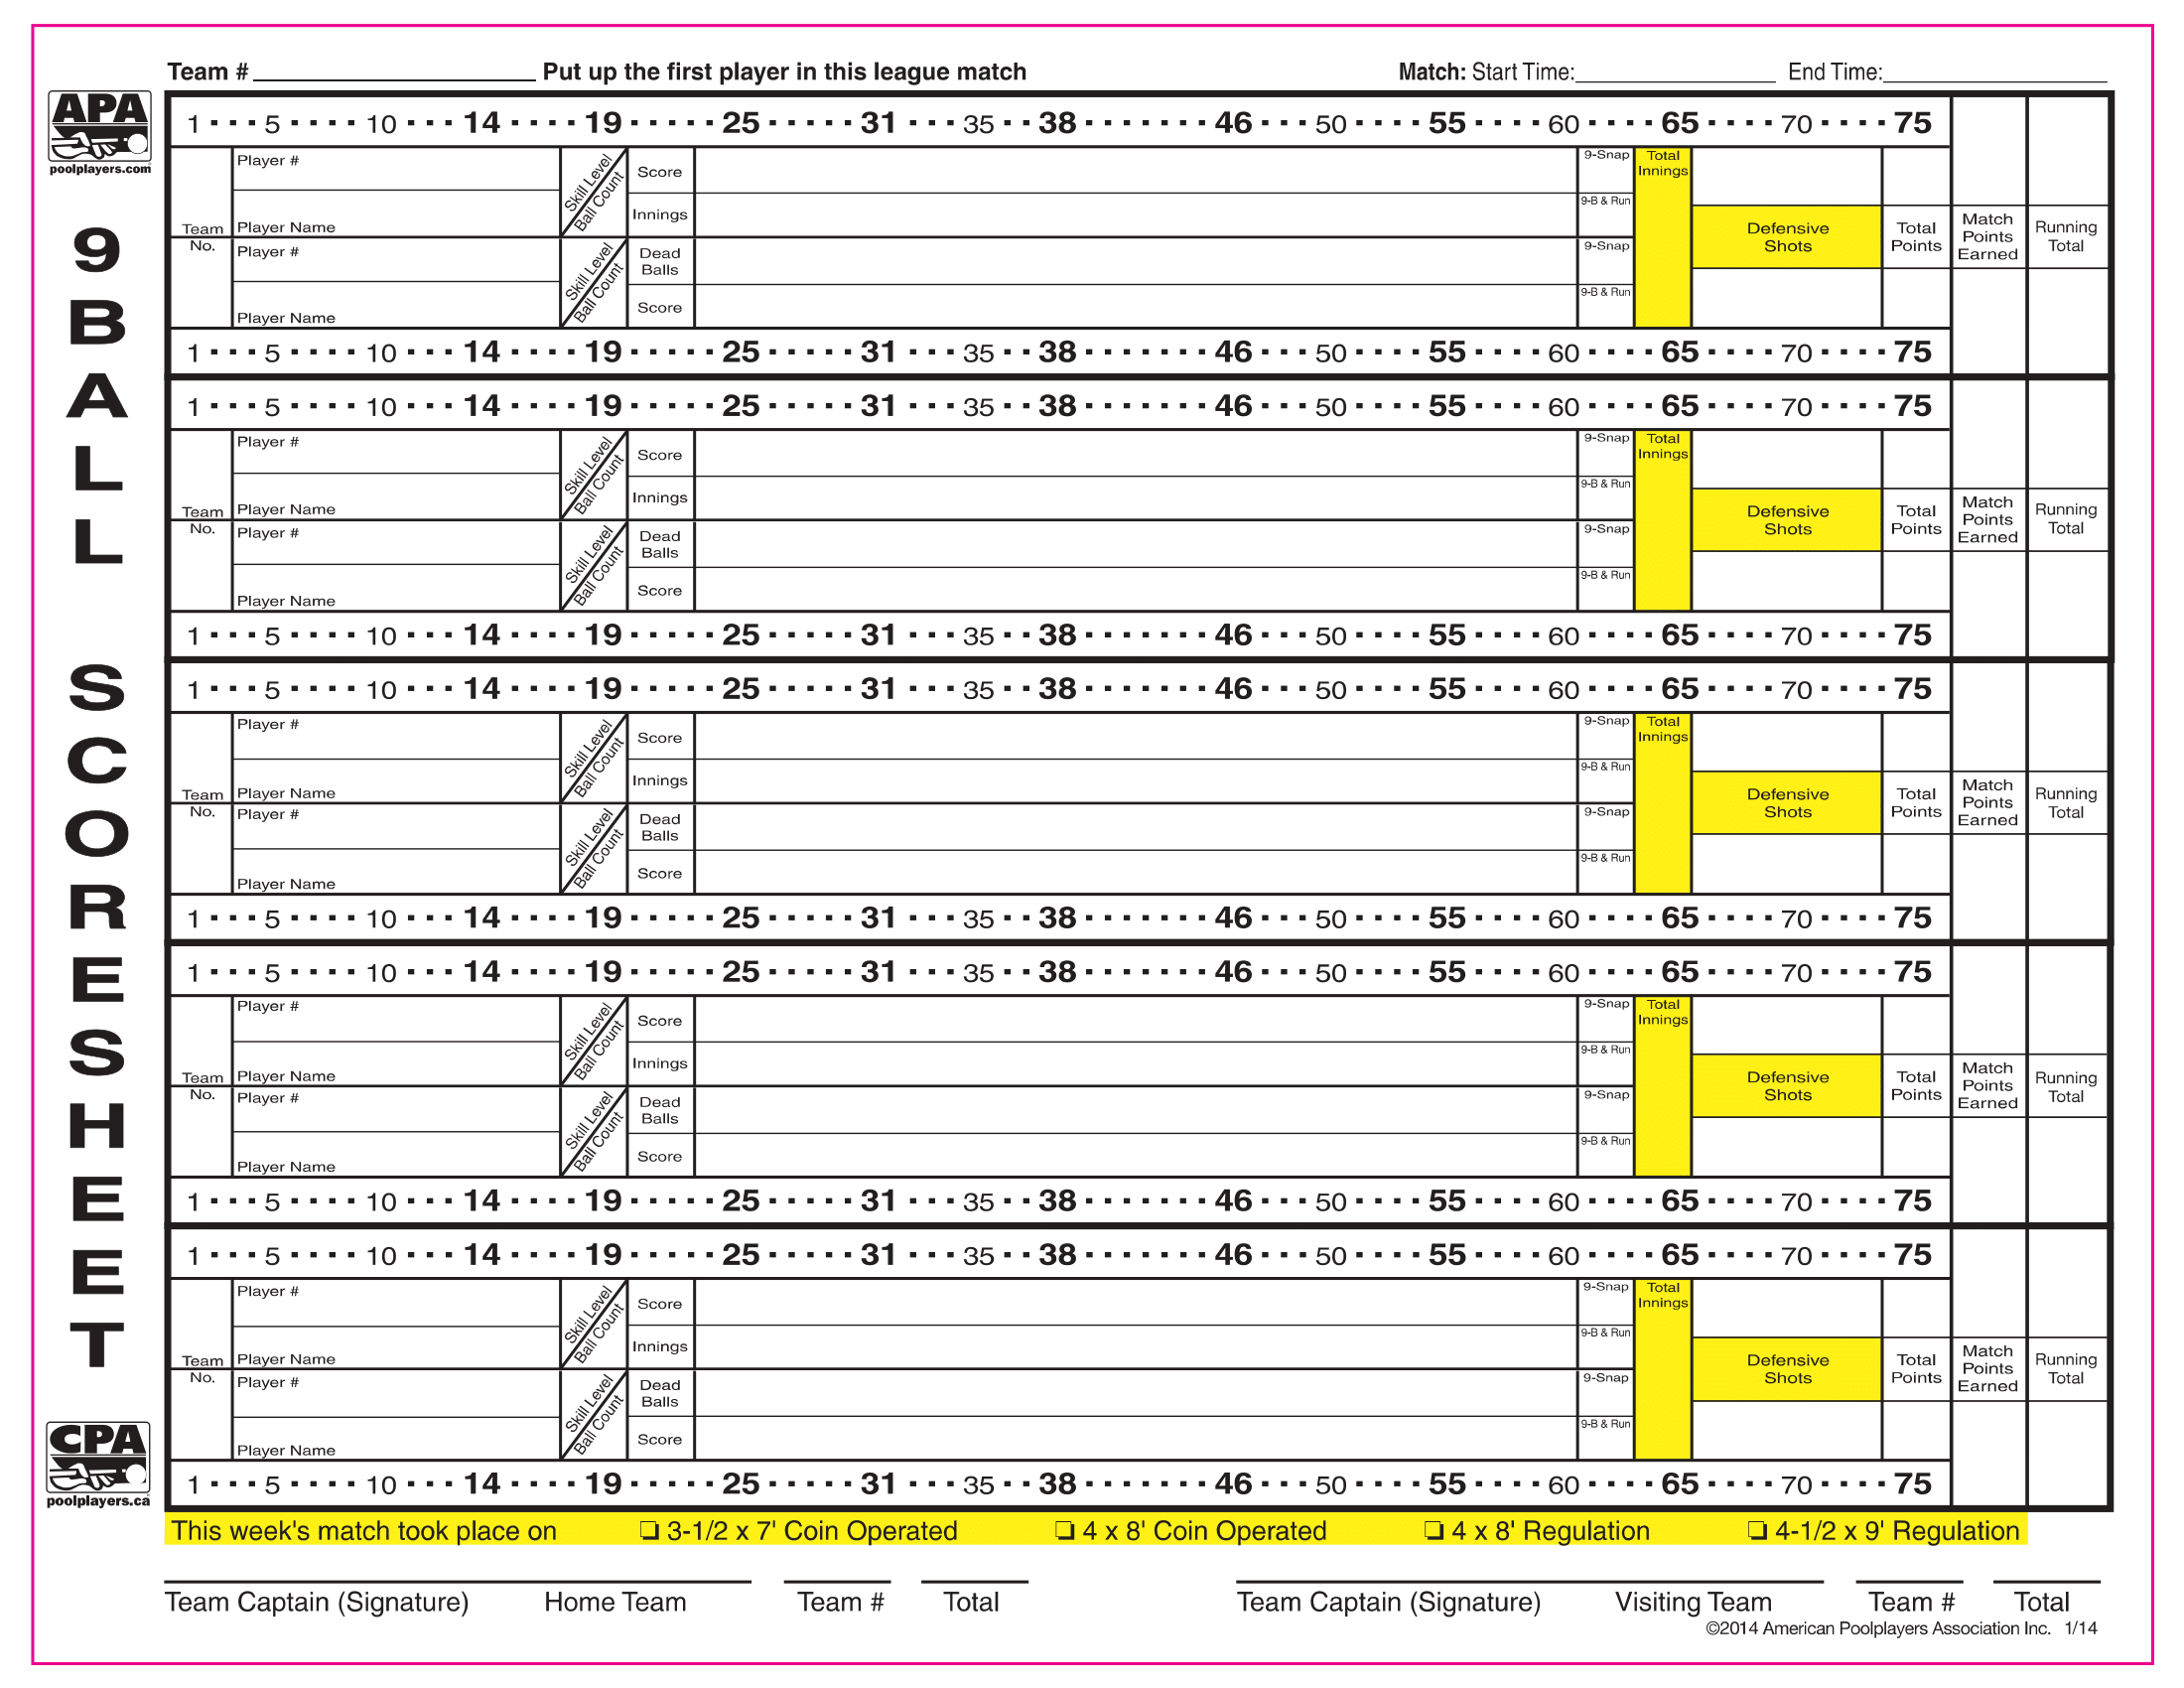 Team # Put up the first player in this league match Match: Start Time: End Time:
APA
poolplayers.com
9 BALL SCORESHEET
1 5 10 14 19 25 31 35 38 46 50 55 60 65 70 75
Player # Skill Level Score 9-Snap Total Innings
Team No. Player Name Ball Count Innings 9-B & Run Defensive Shots Total Points Match Points Earned Running Total
Player # Skill Level Dead Balls 9-Snap
Player Name Ball Count Score 9-B & Run
1 5 10 14 19 25 31 35 38 46 50 55 60 65 70 75
1 5 10 14 19 25 31 35 38 46 50 55 60 65 70 75
Player # Skill Level Score 9-Snap Total Innings
Team No. Player Name Ball Count Innings 9-B & Run Defensive Shots Total Points Match Points Earned Running Total
Player # Skill Level Dead Balls 9-Snap
Player Name Ball Count Score 9-B & Run
1 5 10 14 19 25 31 35 38 46 50 55 60 65 70 75
1 5 10 14 19 25 31 35 38 46 50 55 60 65 70 75
Player # Skill Level Score 9-Snap Total Innings
Team No. Player Name Ball Count Innings 9-B & Run Defensive Shots Total Points Match Points Earned Running Total
Player # Skill Level Dead Balls 9-Snap
Player Name Ball Count Score 9-B & Run
1 5 10 14 19 25 31 35 38 46 50 55 60 65 70 75
1 5 10 14 19 25 31 35 38 46 50 55 60 65 70 75
Player # Skill Level Score 9-Snap Total Innings
Team No. Player Name Ball Count Innings 9-B & Run Defensive Shots Total Points Match Points Earned Running Total
Player # Skill Level Dead Balls 9-Snap
Player Name Ball Count Score 9-B & Run
1 5 10 14 19 25 31 35 38 46 50 55 60 65 70 75
1 5 10 14 19 25 31 35 38 46 50 55 60 65 70 75
Player # Skill Level Score 9-Snap Total Innings
Team No. Player Name Ball Count Innings 9-B & Run Defensive Shots Total Points Match Points Earned Running Total
Player # Skill Level Dead Balls 9-Snap
Player Name Ball Count Score 9-B & Run
1 5 10 14 19 25 31 35 38 46 50 55 60 65 70 75
CPA
poolplayers.ca
This week's match took place on ❏ 3-1/2 x 7' Coin Operated ❏ 4 x 8' Coin Operated ❏ 4 x 8' Regulation ❏ 4-1/2 x 9' Regulation
Team Captain (Signature) Home Team Team # Total Team Captain (Signature) Visiting Team Team # Total
©2014 American Poolplayers Association Inc. 1/14